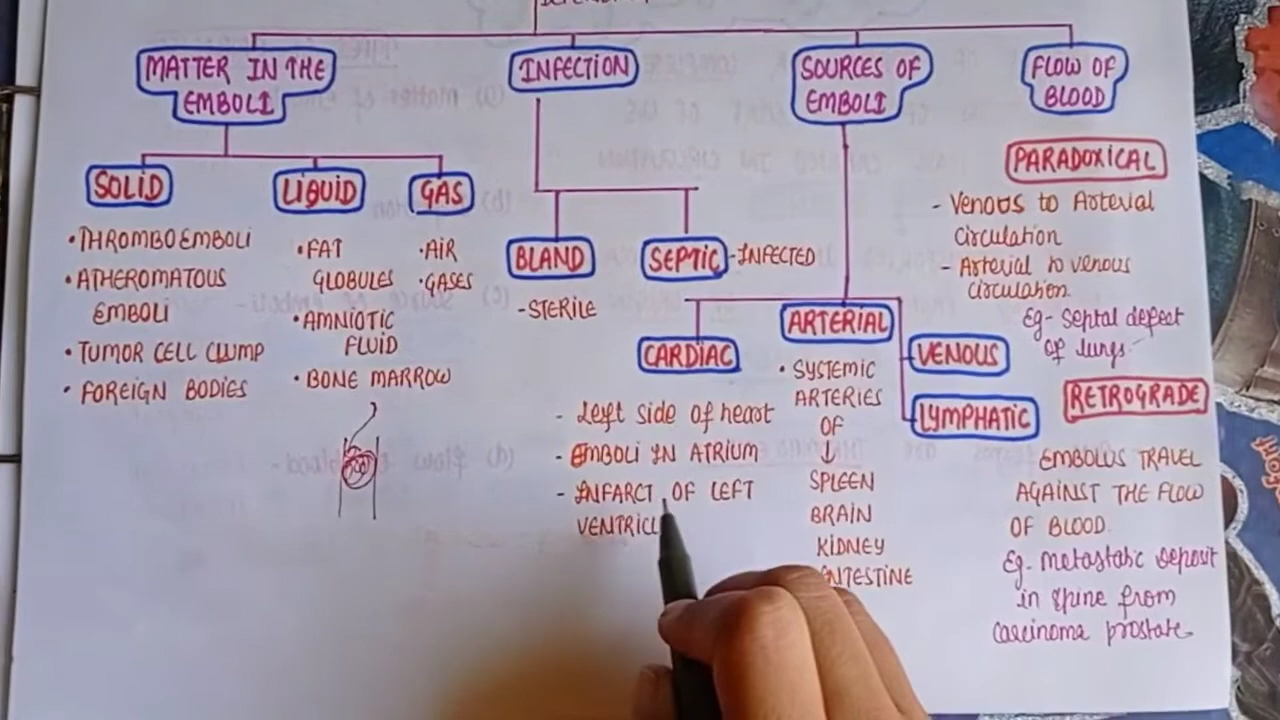 MATTER IN THE
EMBOLI
INFECTION
SOURCES OF
EMBOLI
FLOW OF
BLOOD
SOLID
LIQUID
GAS
• THROMBOEMBOLI
• ATHEROMATOUS
EMBOLI
• TUMOR CELL CLUMP
• FOREIGN BODIES
• FAT
GLOBULES
• AMNIOTIC
FLUID
• BONE MARROW
• AIR
• GASES
BLAND
- STERILE
SEPTIC - INFECTED
CARDIAC
- Left side of heart
- EMBOLI IN ATRIUM
- INFARCT OF LEFT
VENTRICL
ARTERIAL
• SYSTEMIC
ARTERIES
OF
↓
SPLEEN
BRAIN
KIDNEY
INTESTINE
VENOUS
LYMPHATIC
PARADOXICAL
- Venous to Arterial
Circulation
- Arterial to venous
circulation
Eg - Septal defect
of lungs -
RETROGRADE
EMBOLUS TRAVEL
AGAINST THE FLOW
OF BLOOD.
Eg - metastatic deposit
in spine from
carcinoma prostate